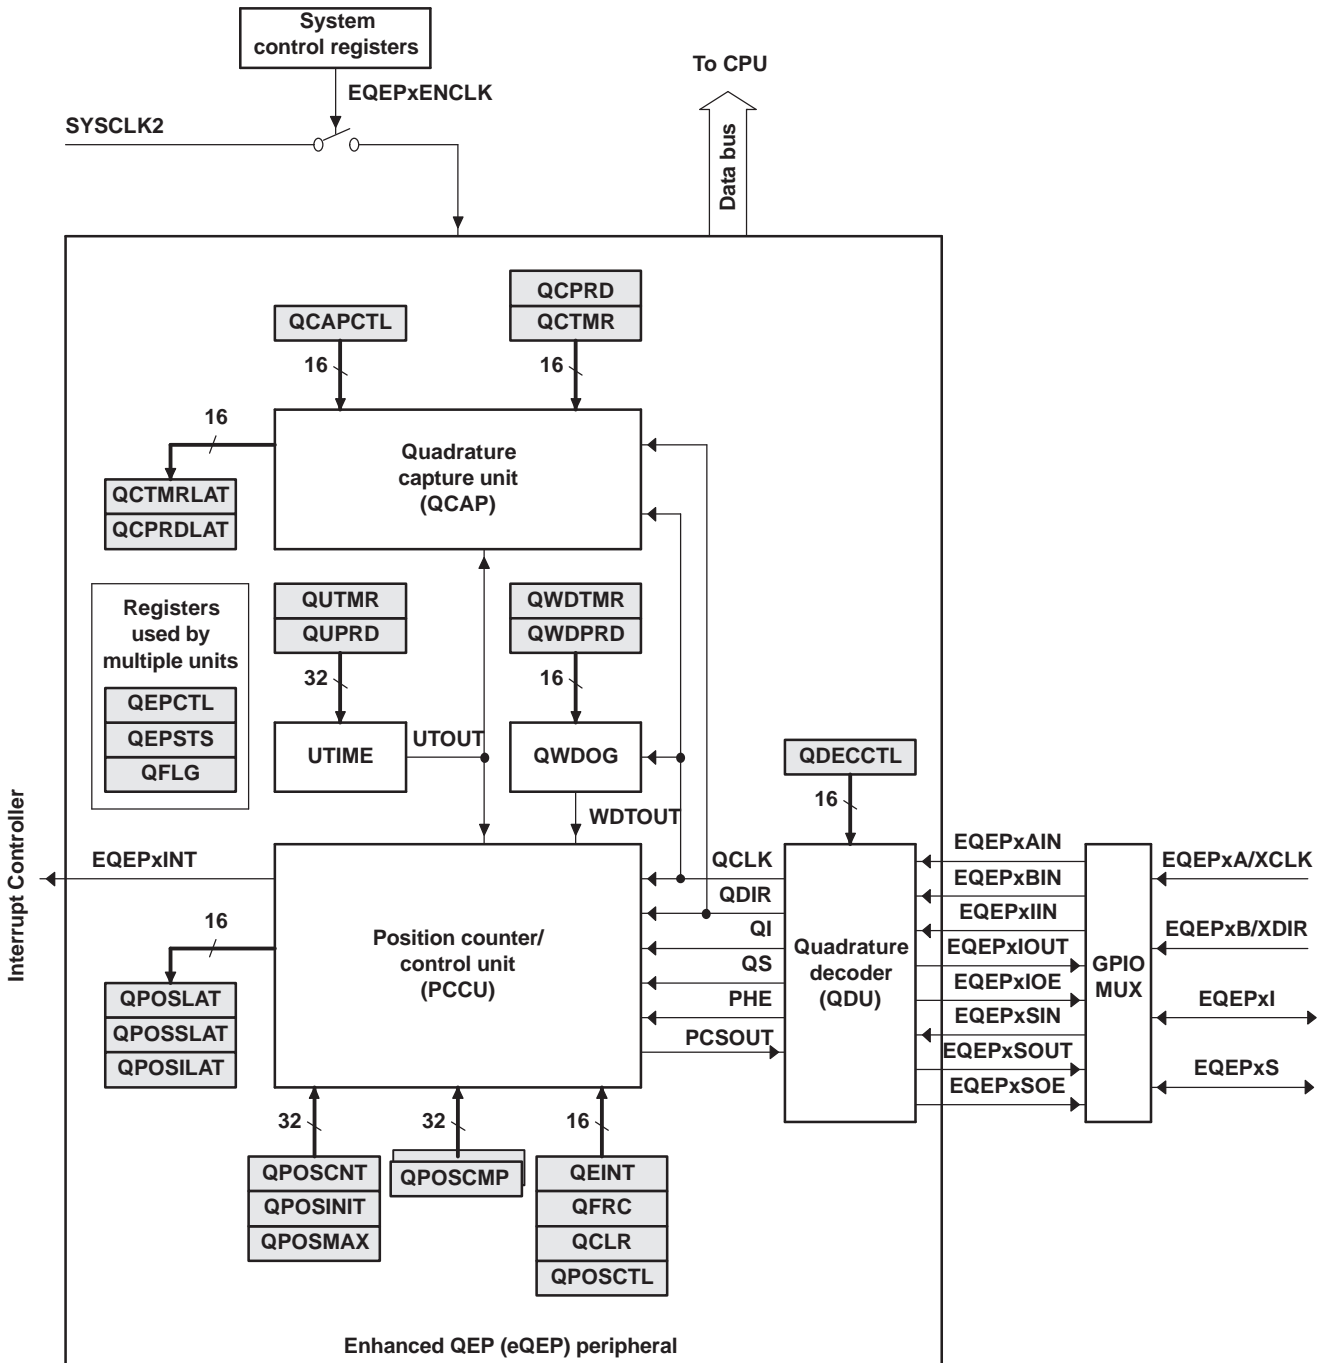 System
control registers
To CPU
EQEPxENCLK
SYSCLK2
Data bus
QCPRD
QCAPCTL
QCTMR
16
16
16
Quadrature
capture unit
(QCAP)
QCTMRLAT
QCPRDLAT
Registers
used by
multiple units
QEPCTL
QEPSTS
QFLG
QUTMR
QUPRD
32
UTIME
UTOUT
QWDTMR
QWDPRD
16
QWDOG
WDTOUT
QDECCTL
16
Interrupt Controller
EQEPxINT
16
QPOSLAT
QPOSSLAT
QPOSILAT
Position counter/
control unit
(PCCU)
QCLK
QDIR
QI
QS
PHE
PCSOUT
Quadrature
decoder
(QDU)
EQEPxAIN
EQEPxBIN
EQEPxIIN
EQEPxIOUT
EQEPxIOE
EQEPxSIN
EQEPxSOUT
EQEPxSOE
GPIO
MUX
EQEPxA/XCLK
EQEPxB/XDIR
EQEPxI
EQEPxS
32
32
16
QPOSCNT
QPOSINIT
QPOSMAX
QPOSCMP
QEINT
QFRC
QCLR
QPOSCTL
Enhanced QEP (eQEP) peripheral